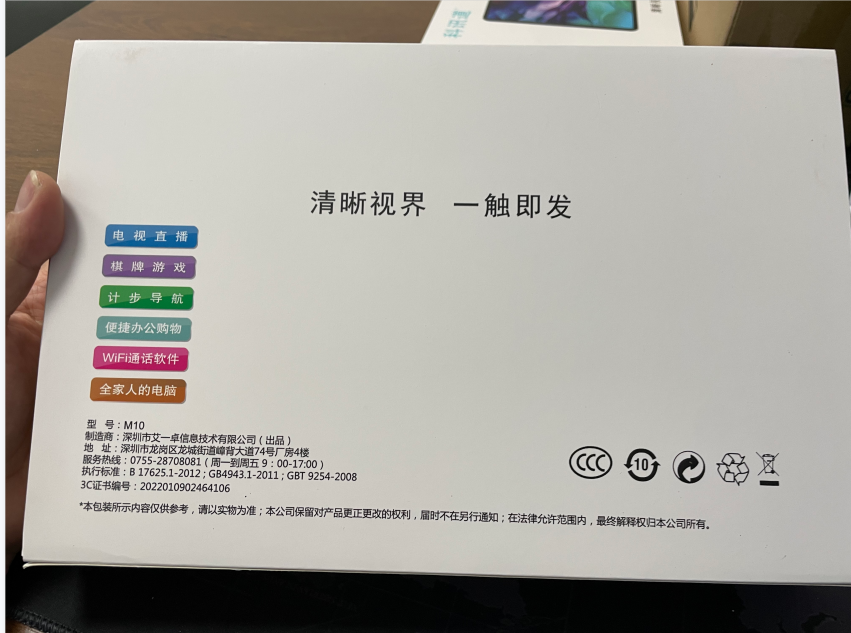 清晰视界 一触即发
电视直播
棋牌游戏
计步导航
便捷办公购物
WiFi通话软件
全家人的电脑
型 号：M10
制造商：深圳市艾一卓信息技术有限公司（出品）
地 址：深圳市龙岗区龙城街道嶂背大道74号厂房4楼
服务热线：0755-28708081（周一到周五 9：00-17:00）
执行标准：B 17625.1-2012；GB4943.1-2011；GBT 9254-2008
3C证书编号：2022010902464106
*本包装所示内容仅供参考，请以实物为准；本公司保留对产品更正更改的权利，届时不在另行通知；在法律允许范围内，最终解释权归本公司所有。
CCC
10